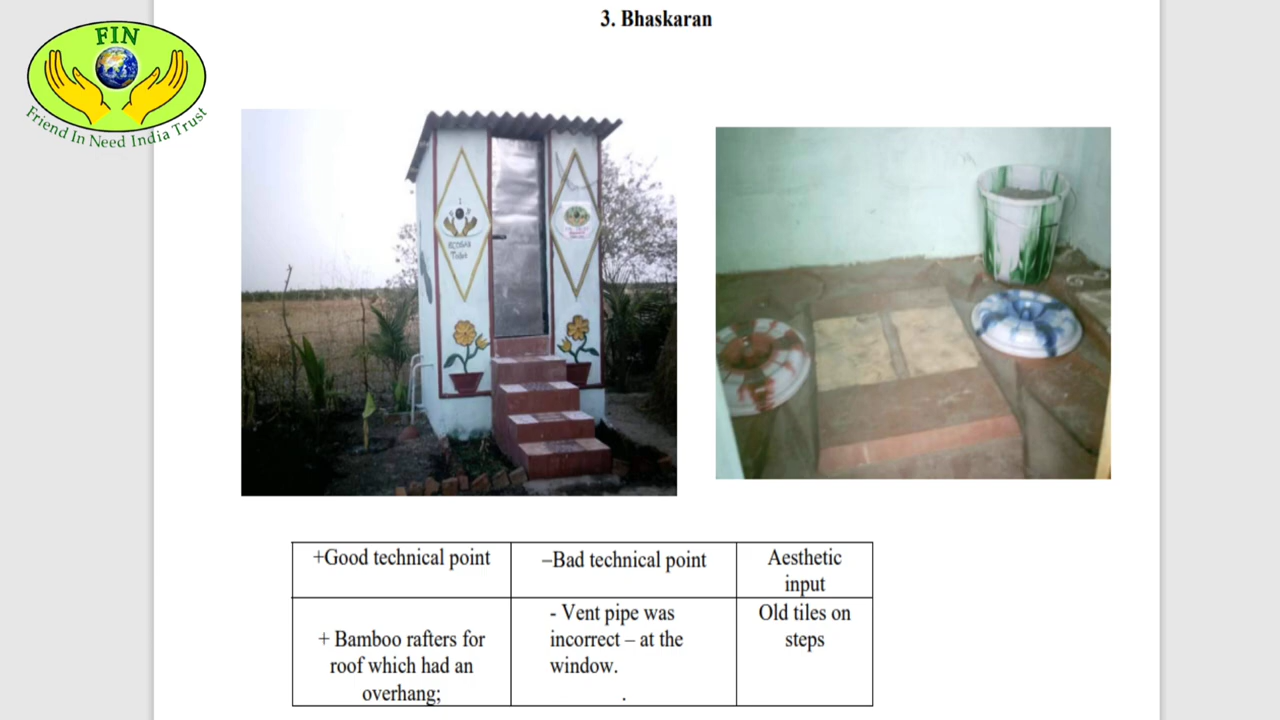 3. Bhaskaran
FIN
Friend In Need India Trust
+Good technical point
–Bad technical point
Aesthetic
input
+ Bamboo rafters for
roof which had an
overhang;
- Vent pipe was
incorrect – at the
window.
.
Old tiles on
steps